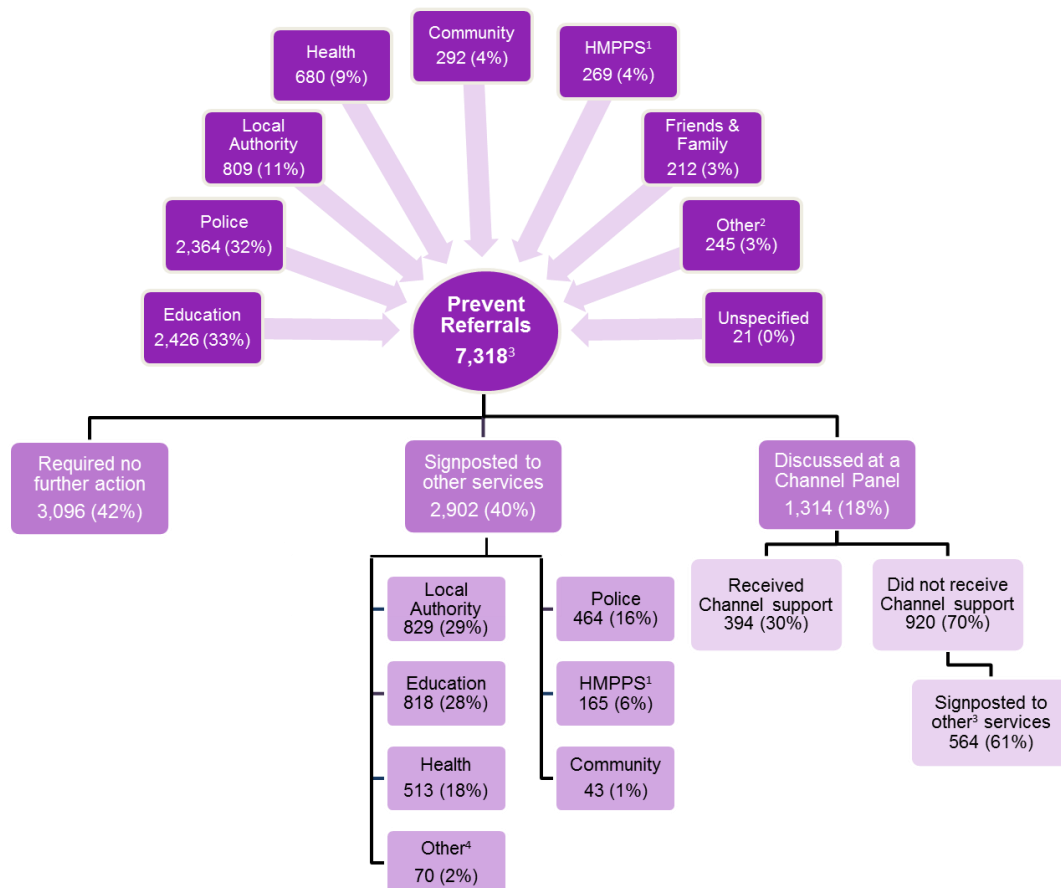 Community
292 (4%)
HMPPS¹
269 (4%)
Health
680 (9%)
Local
Authority
809 (11%)
Friends &
Family
212 (3%)
Police
2,364 (32%)
Other²
245 (3%)
Education
2,426 (33%)
Prevent
Referrals
7,318³
Unspecified
21 (0%)
Required no
further action
3,096 (42%)
Signposted to
other services
2,902 (40%)
Discussed at a
Channel Panel
1,314 (18%)
Local
Authority
829 (29%)
Police
464 (16%)
Received
Channel support
394 (30%)
Did not receive
Channel support
920 (70%)
Education
818 (28%)
HMPPS¹
165 (6%)
Signposted to
other³ services
564 (61%)
Health
513 (18%)
Community
43 (1%)
Other⁴
70 (2%)